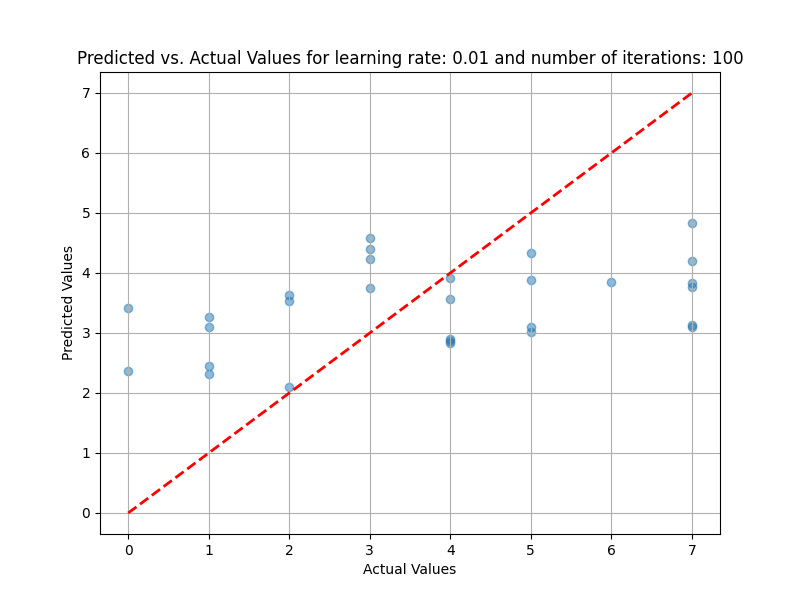 Predicted vs. Actual Values for learning rate: 0.01 and number of iterations: 100
7
6
5
4
3
2
1
0
Predicted Values
0 1 2 3 4 5 6 7
Actual Values